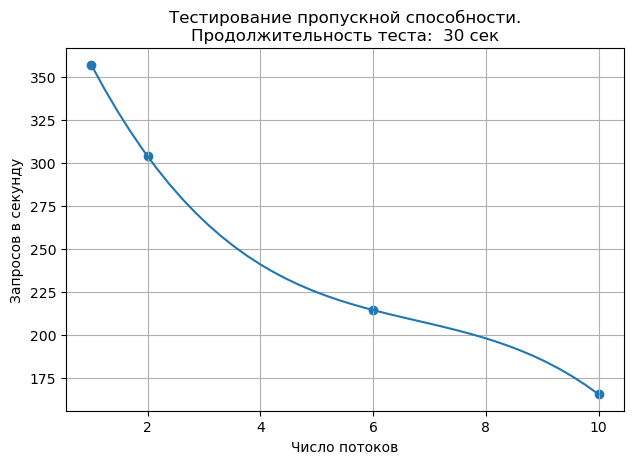 Тестирование пропускной способности.
Продолжительность теста:  30 сек
350
325
300
275
250
225
200
175
Запросов в секунду
2 4 6 8 10
Число потоков